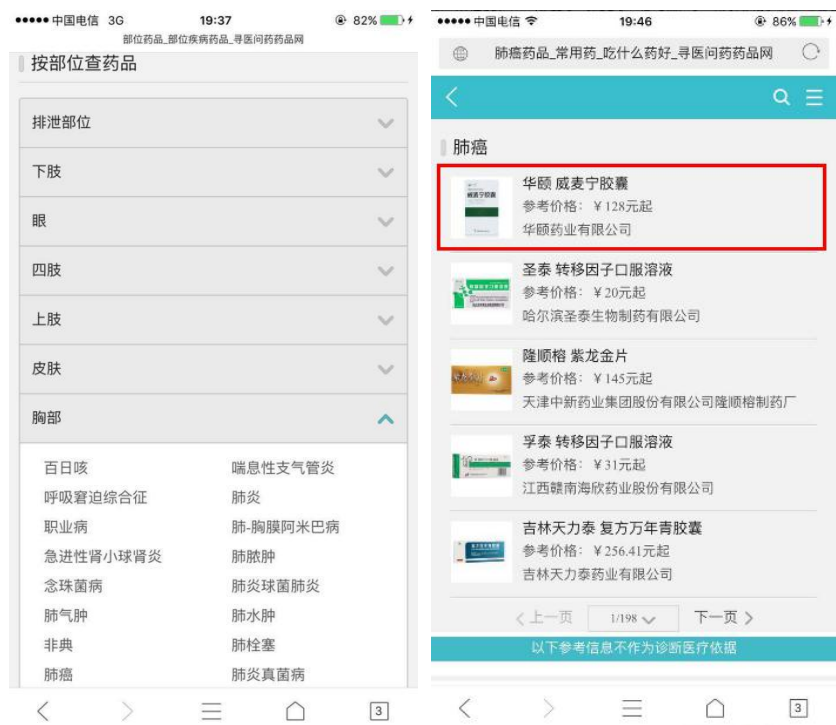 中国电信 3G 19:37 82%
部位药品_部位疾病药品_寻医问药药品网
按部位查药品
排泄部位
下肢
眼
四肢
上肢
皮肤
胸部
百日咳 喘息性支气管炎
呼吸窘迫综合征 肺炎
职业病 肺-胸膜阿米巴病
急进性肾小球肾炎 肺脓肿
念珠菌病 肺炎球菌肺炎
肺气肿 肺水肿
非典 肺栓塞
肺癌 肺炎真菌病
3
中国电信 19:46 86%
肺癌药品_常用药_吃什么药好_寻医问药药品网
肺癌
华颐 威麦宁胶囊
参考价格：￥128元起
华颐药业有限公司
圣泰 转移因子口服溶液
参考价格：￥20元起
哈尔滨圣泰生物制药有限公司
隆顺榕 紫龙金片
参考价格：￥145元起
天津中新药业集团股份有限公司隆顺榕制药厂
孚泰 转移因子口服溶液
参考价格：￥31元起
江西赣南海欣药业股份有限公司
吉林天力泰 复方万年青胶囊
参考价格：￥256.41元起
吉林天力泰药业有限公司
上一页 1/198 下一页
以下参考信息不作为诊断医疗依据
3